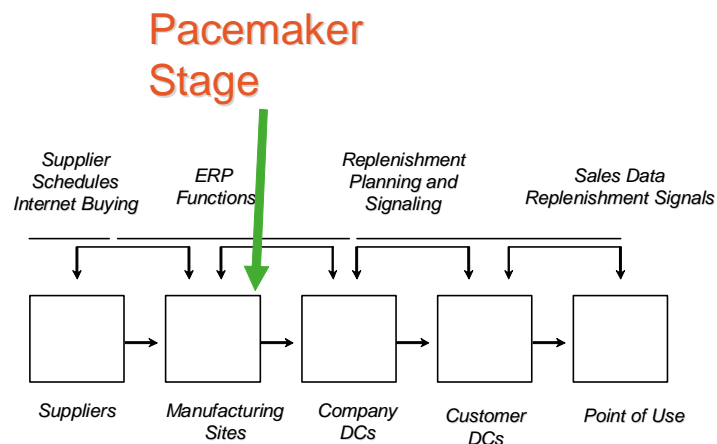 Pacemaker
Stage
Supplier
Schedules
Internet Buying
ERP
Functions
Replenishment
Planning and
Signaling
Sales Data
Replenishment Signals
Suppliers
Manufacturing
Sites
Company
DCs
Customer
DCs
Point of Use